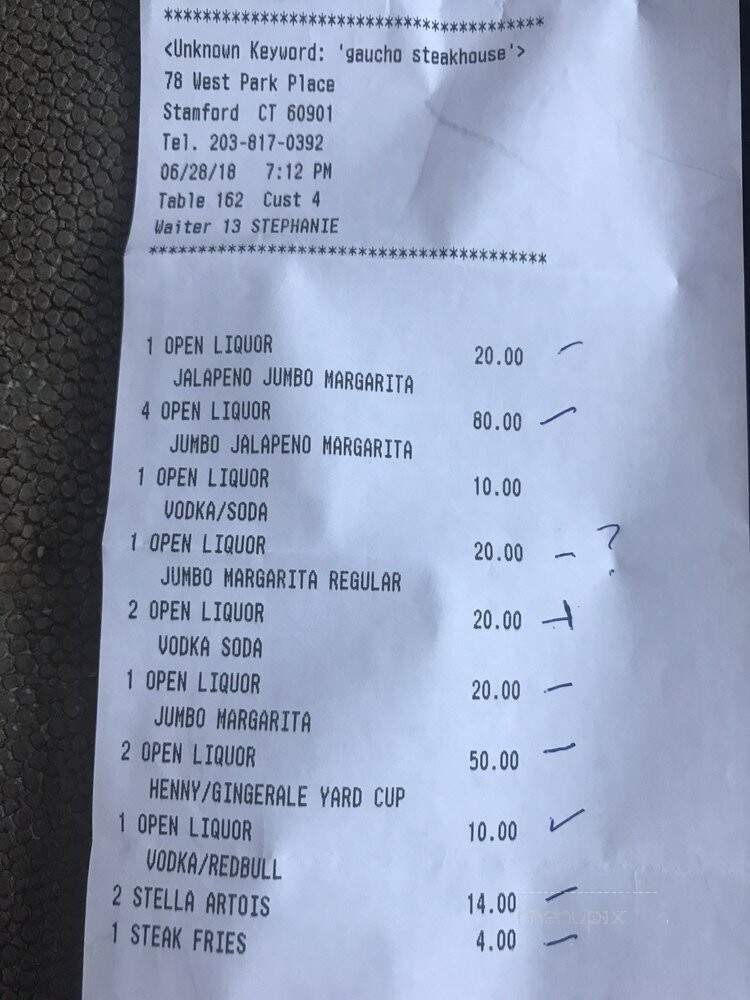 ***************************************
<Unknown Keyword: 'gaucho steakhouse'>
78 West Park Place
Stamford CT 60901
Tel. 203-817-0392
06/28/18 7:12 PM
Table 162 Cust 4
Waiter 13 STEPHANIE
***************************************
1 OPEN LIQUOR 20.00
JALAPENO JUMBO MARGARITA
4 OPEN LIQUOR 80.00
JUMBO JALAPENO MARGARITA
1 OPEN LIQUOR 10.00
VODKA/SODA
1 OPEN LIQUOR 20.00 ?
JUMBO MARGARITA REGULAR
2 OPEN LIQUOR 20.00
VODKA SODA
1 OPEN LIQUOR 20.00
JUMBO MARGARITA
2 OPEN LIQUOR 50.00
HENNY/GINGERALE YARD CUP
1 OPEN LIQUOR 10.00
VODKA/REDBULL
2 STELLA ARTOIS 14.00
1 STEAK FRIES 4.00